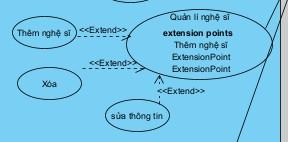 Quản lí nghệ sĩ
Thêm nghệ sĩ
<<Extend>>
extension points
Thêm nghệ sĩ
ExtensionPoint
ExtensionPoint
<<Extend>>
Xóa
<<Extend>>
sửa thông tin